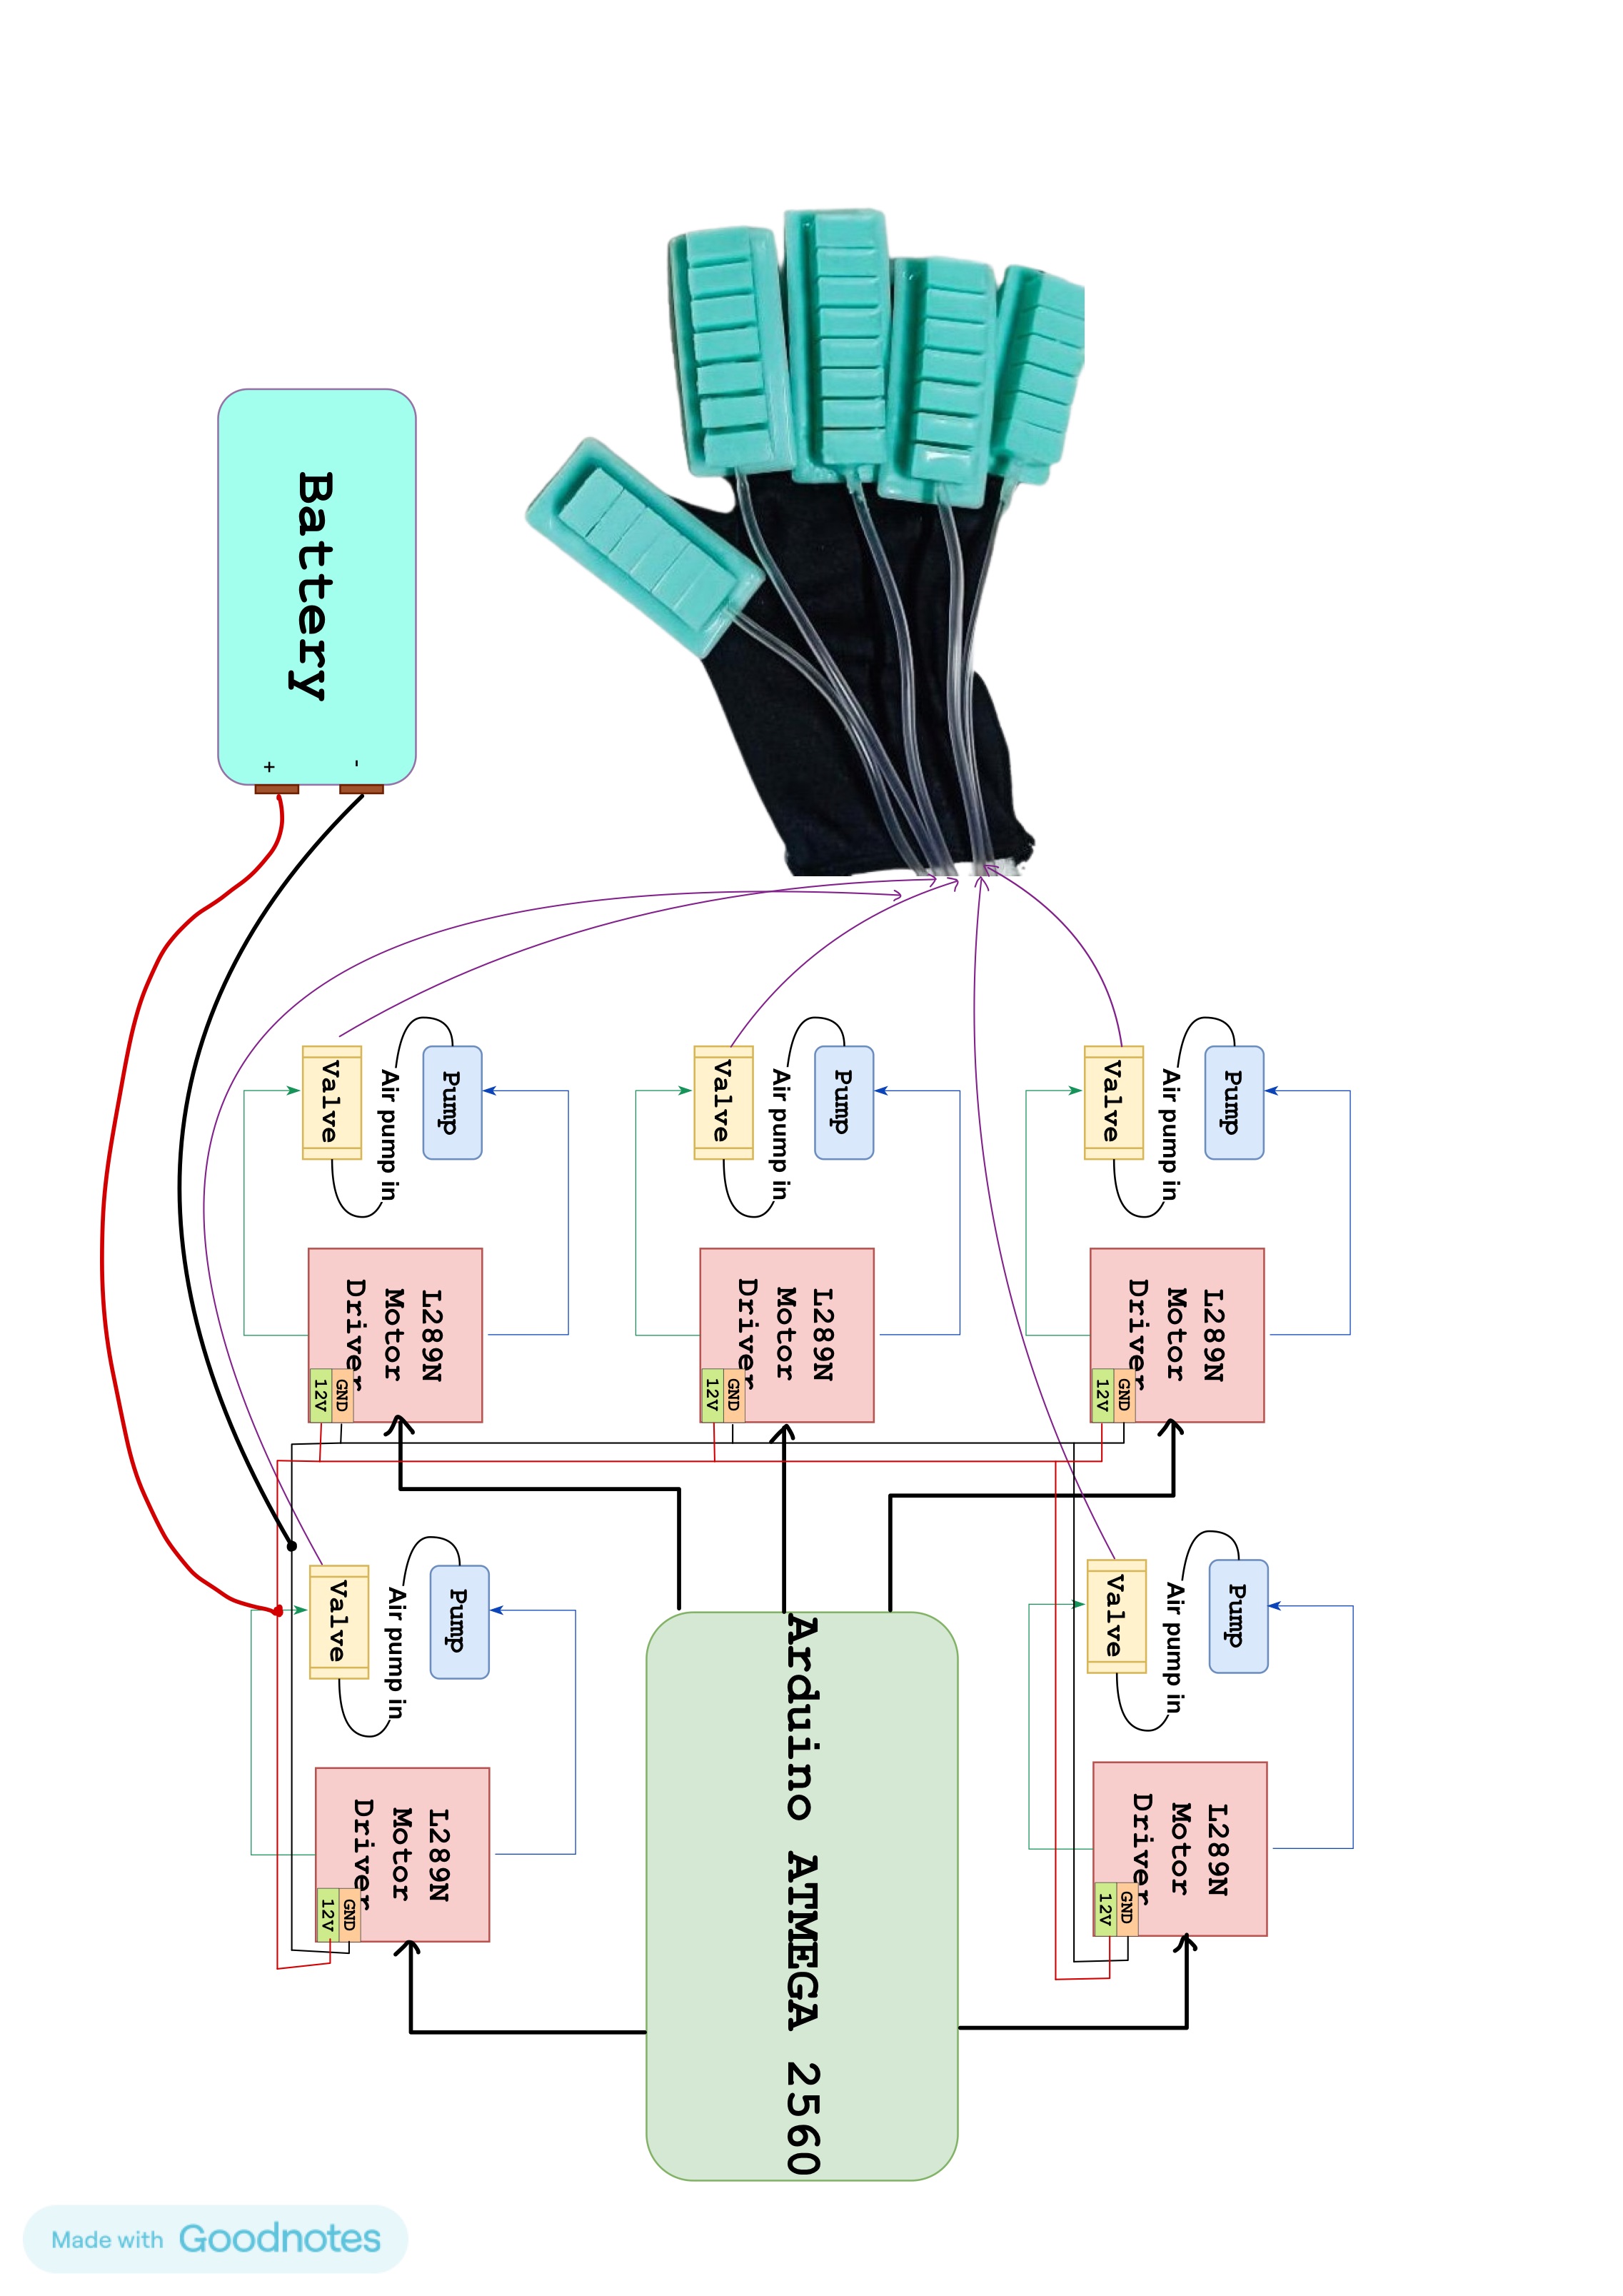 Pump
Air pump in
Valve
L289N
Motor
Driver
GND
12V
Pump
Air pump in
Valve
L289N
Motor
Driver
GND
12V
Pump
Air pump in
Valve
L289N
Motor
Driver
GND
12V
Arduino ATMEGA 2560
Pump
Air pump in
Valve
L289N
Motor
Driver
GND
12V
Pump
Air pump in
Valve
L289N
Motor
Driver
GND
12V
Battery
-
+
Made with Goodnotes